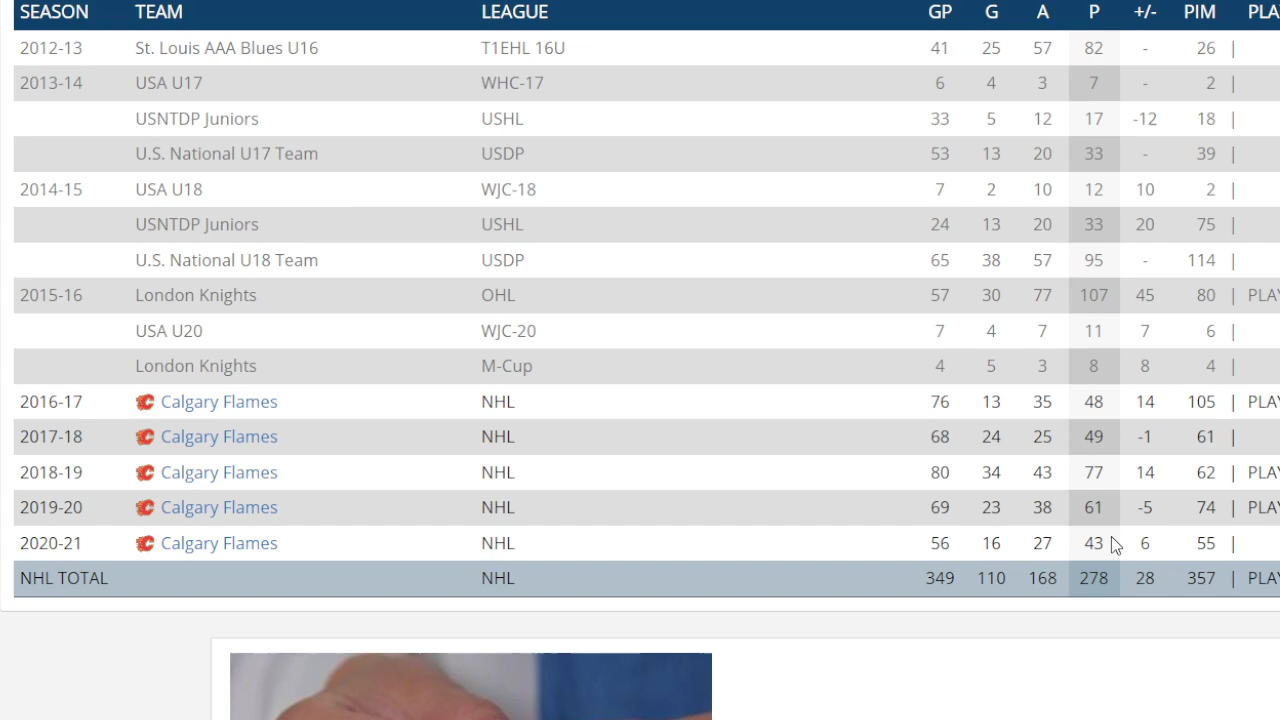 SEASON TEAM LEAGUE GP G A P +/- PIM PLA
2012-13 St. Louis AAA Blues U16 T1EHL 16U 41 25 57 82 - 26 |
2013-14 USA U17 WHC-17 6 4 3 7 - 2 |
USNTDP Juniors USHL 33 5 12 17 -12 18 |
U.S. National U17 Team USDP 53 13 20 33 - 39 |
2014-15 USA U18 WJC-18 7 2 10 12 10 2 |
USNTDP Juniors USHL 24 13 20 33 20 75 |
U.S. National U18 Team USDP 65 38 57 95 - 114 |
2015-16 London Knights OHL 57 30 77 107 45 80 | PLAY
USA U20 WJC-20 7 4 7 11 7 6 |
London Knights M-Cup 4 5 3 8 8 4 |
2016-17 Calgary Flames NHL 76 13 35 48 14 105 | PLAY
2017-18 Calgary Flames NHL 68 24 25 49 -1 61 |
2018-19 Calgary Flames NHL 80 34 43 77 14 62 | PLAY
2019-20 Calgary Flames NHL 69 23 38 61 -5 74 | PLAY
2020-21 Calgary Flames NHL 56 16 27 43 6 55 |
NHL TOTAL NHL 349 110 168 278 28 357 | PLAY